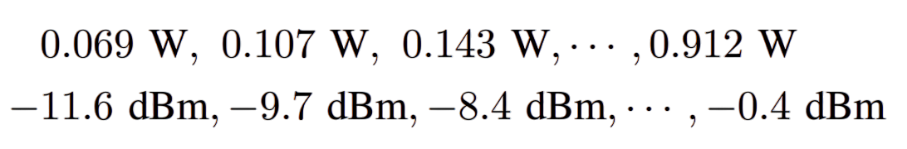 0.069 W, 0.107 W, 0.143 W, ⋯ , 0.912 W
−11.6 dBm, −9.7 dBm, −8.4 dBm, ⋯ , −0.4 dBm